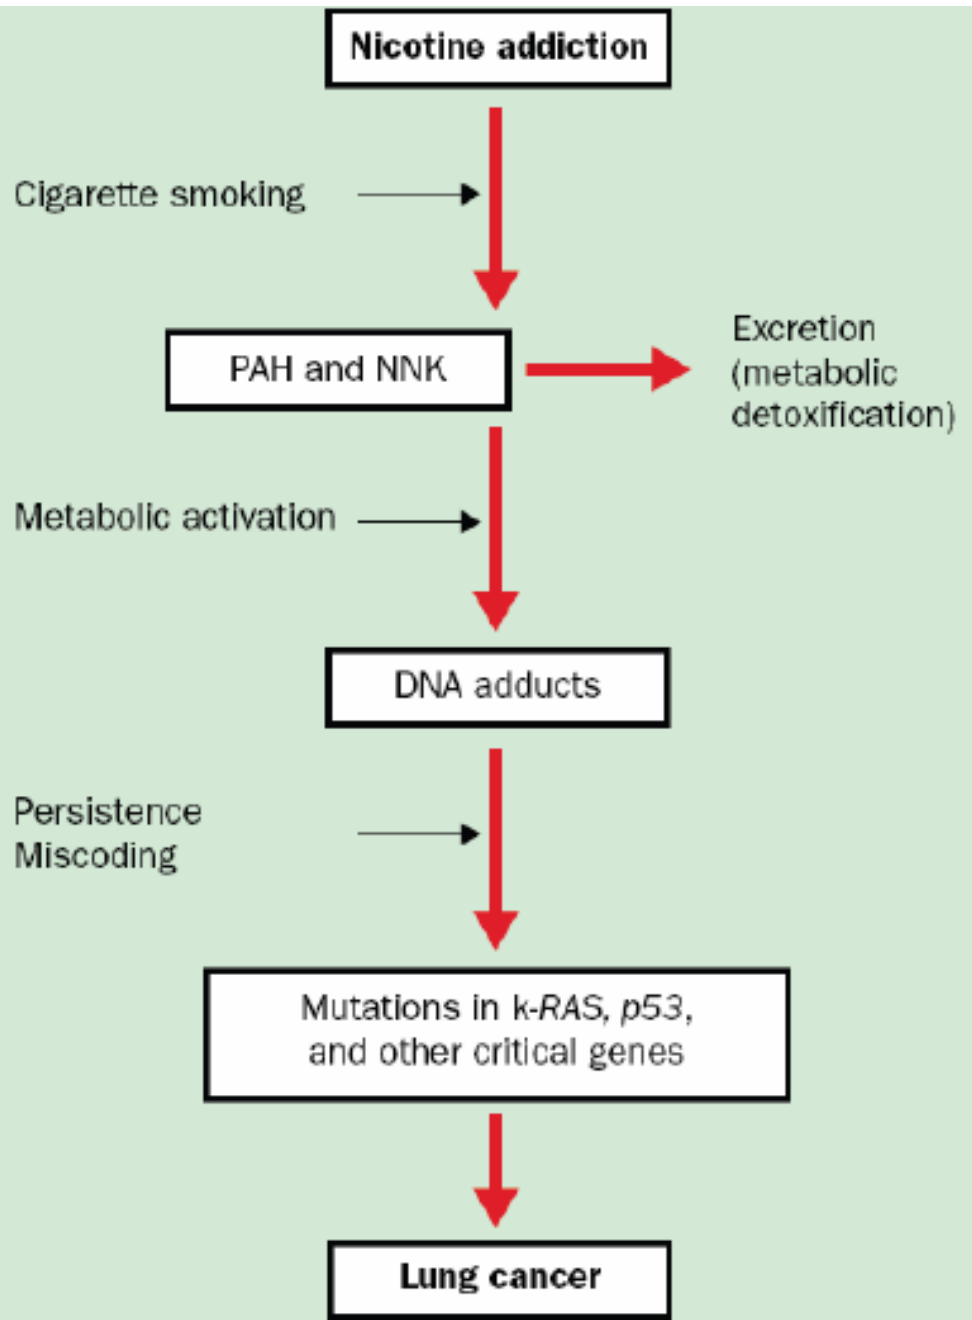 Nicotine addiction
Cigarette smoking
PAH and NNK
Excretion
(metabolic
detoxification)
Metabolic activation
DNA adducts
Persistence
Miscoding
Mutations in k-RAS, p53,
and other critical genes
Lung cancer